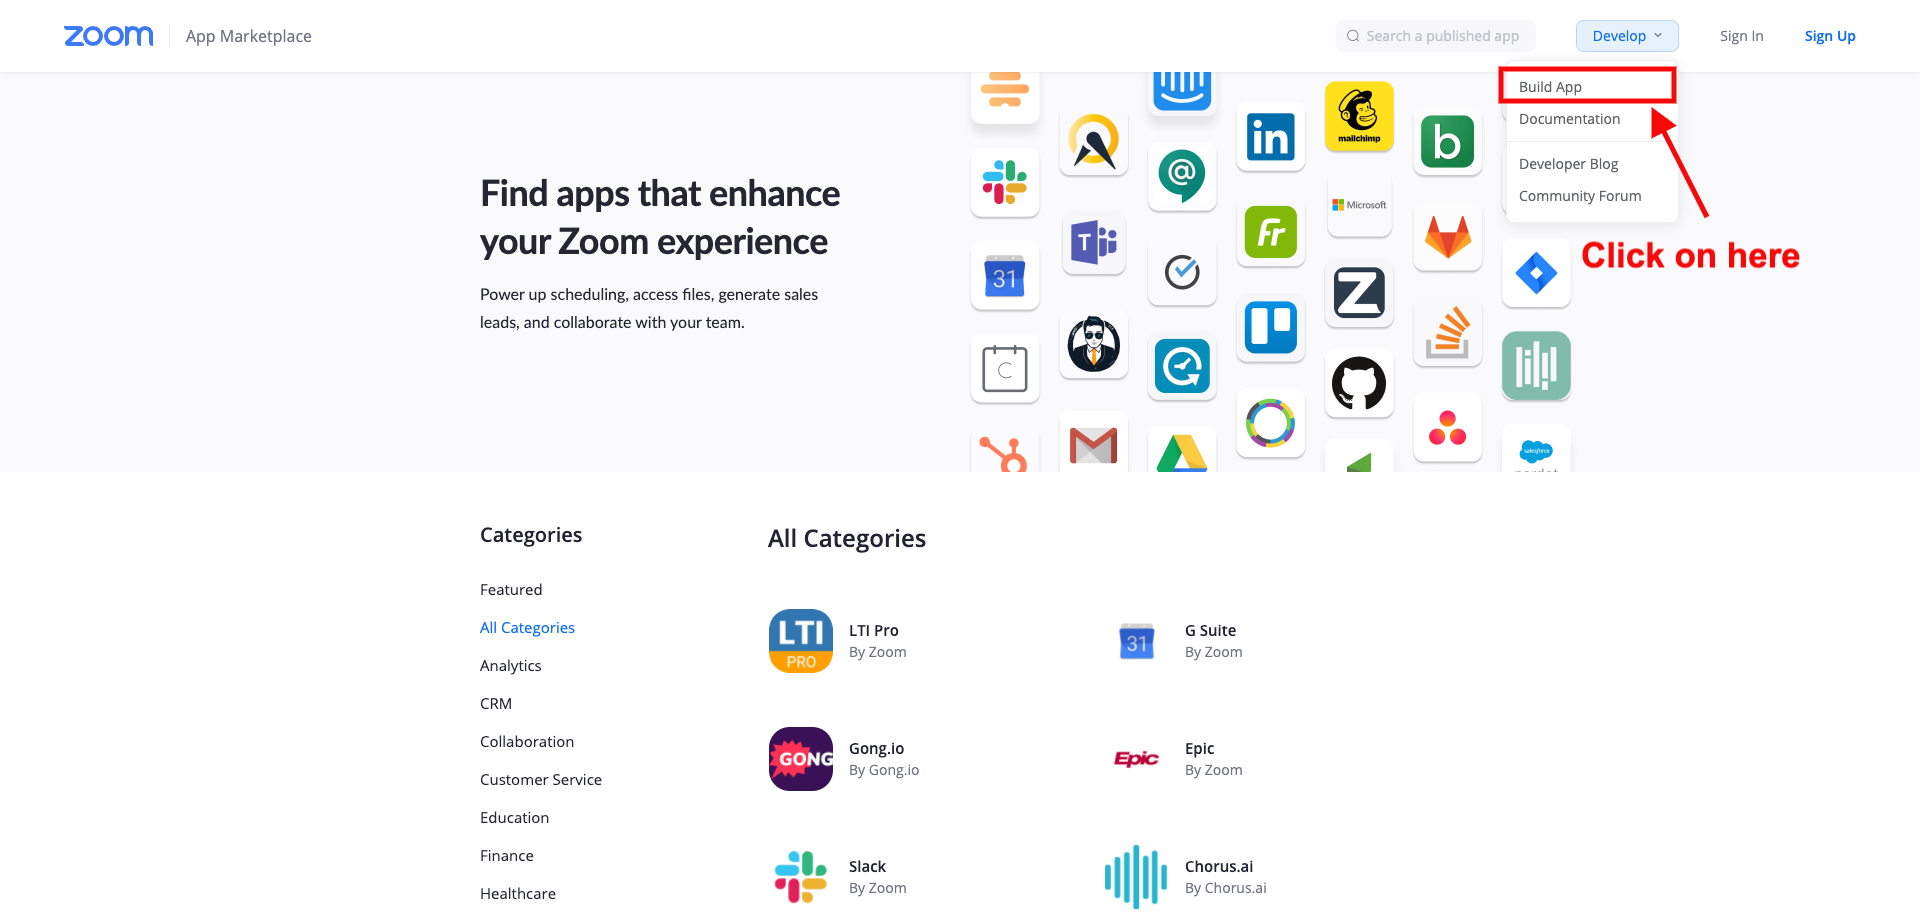 zoom
App Marketplace
Search a published app
Develop
Sign In
Sign Up
Build App
Documentation
Developer Blog
Community Forum
Click on here
Find apps that enhance
your Zoom experience
Power up scheduling, access files, generate sales
leads, and collaborate with your team.
31
C
T
@
in
Fr
mailchimp
Microsoft
Z
b
salesforce
Categories
Featured
All Categories
Analytics
CRM
Collaboration
Customer Service
Education
Finance
Healthcare
All Categories
LTI
PRO
LTI Pro
By Zoom
31
G Suite
By Zoom
GONG
Gong.io
By Gong.io
Epic
Epic
By Zoom
Slack
By Zoom
Chorus.ai
By Chorus.ai